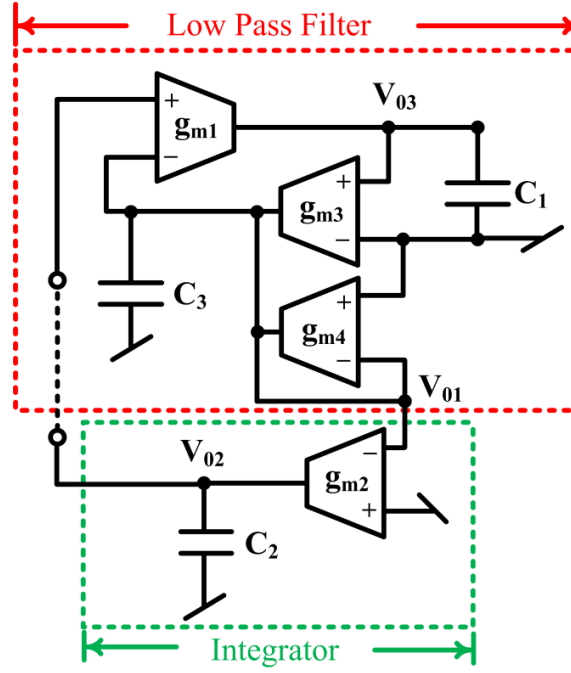 Low Pass Filter
+
gm1
−
V03
+
gm3
−
C1
C3
+
gm4
−
V01
V02
−
gm2
+
C2
Integrator